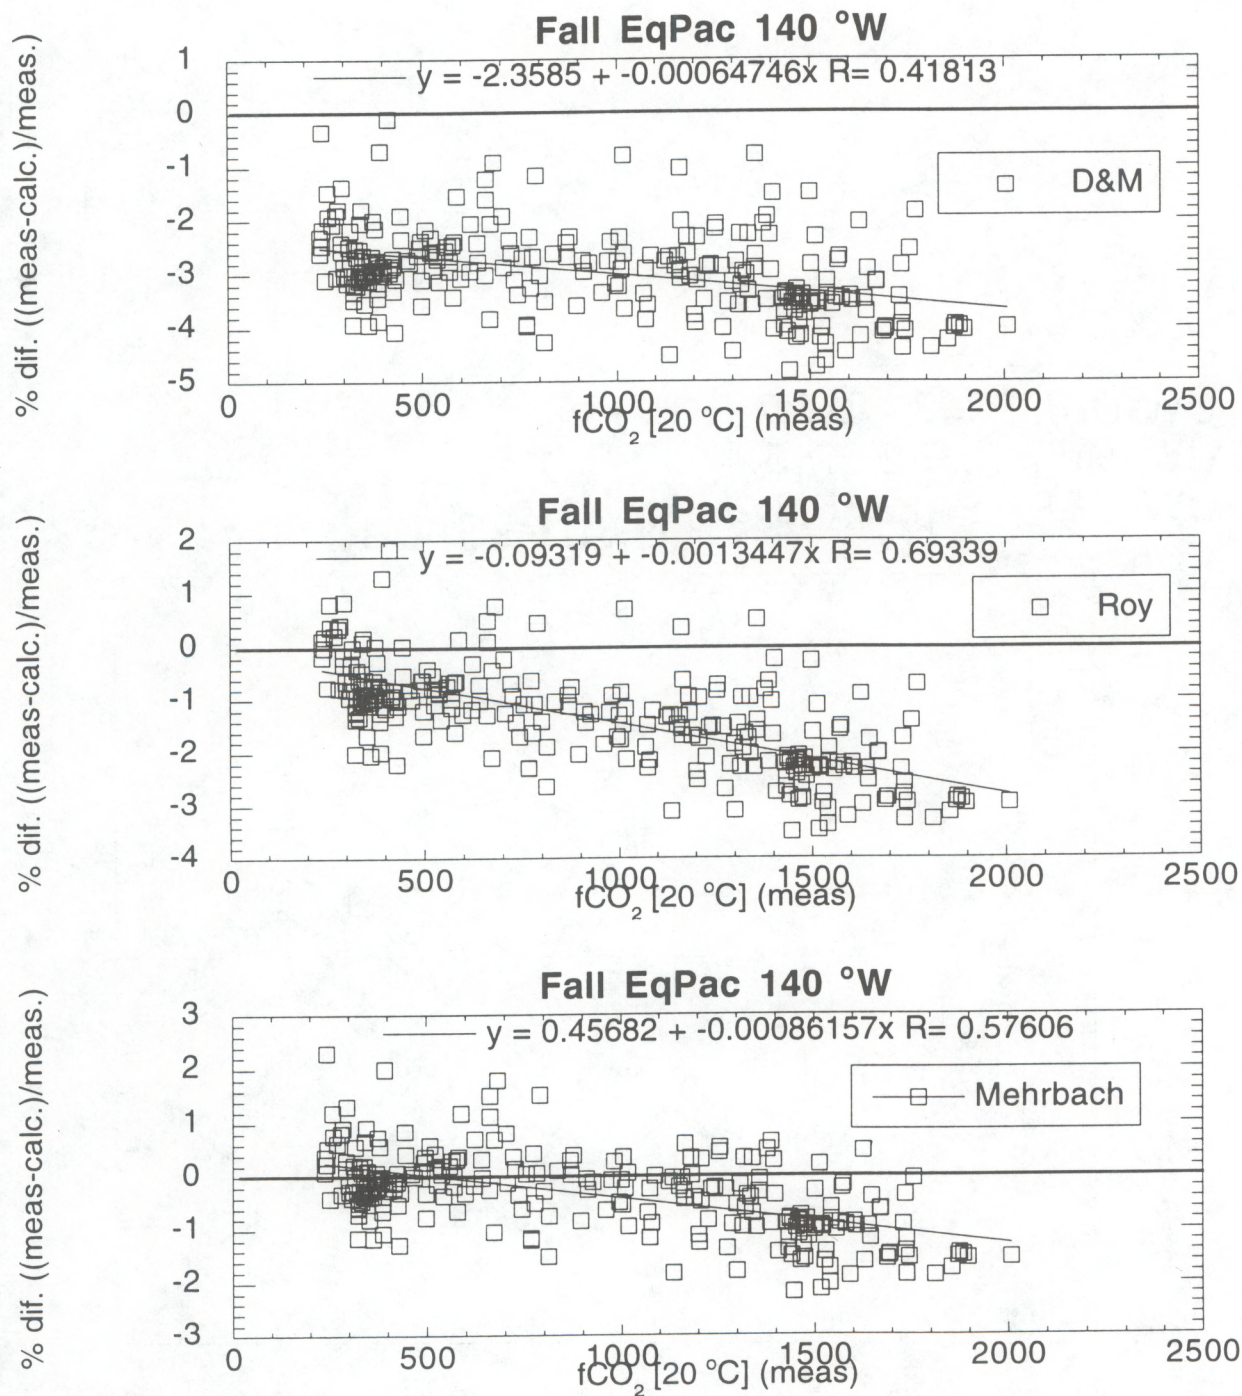 Fall EqPac 140 °W
y = -2.3585 + -0.00064746x R= 0.41813
D&M
% dif. ((meas-calc.)/meas.)
1
0
-1
-2
-3
-4
-5
0 500 1000 1500 2000 2500
fCO₂ [20 °C] (meas)
Fall EqPac 140 °W
y = -0.09319 + -0.0013447x R= 0.69339
Roy
% dif. ((meas-calc.)/meas.)
2
1
0
-1
-2
-3
-4
0 500 1000 1500 2000 2500
fCO₂ [20 °C] (meas)
Fall EqPac 140 °W
y = 0.45682 + -0.00086157x R= 0.57606
Mehrbach
% dif. ((meas-calc.)/meas.)
3
2
1
0
-1
-2
-3
0 500 1000 1500 2000 2500
fCO₂ [20 °C] (meas)